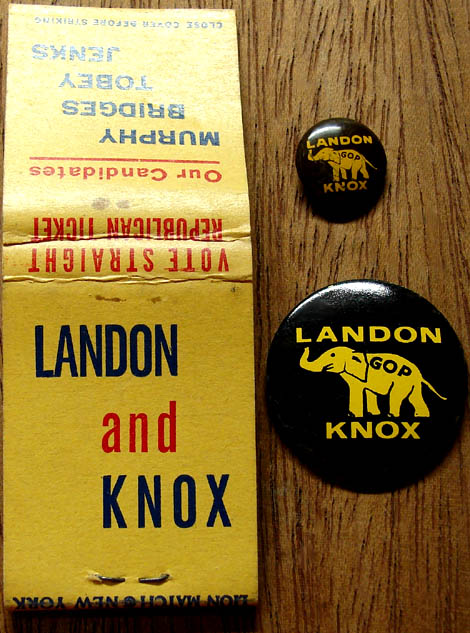 CLOSE COVER BEFORE STRIKING
JENKS
TOBEY
BRIDGES
MURPHY
Our Candidates
REPUBLICAN TICKET
VOTE STRAIGHT
LANDON
and
KNOX
LION MATCH @ NEW YORK
LANDON
GOP
KNOX
LANDON
GOP
KNOX